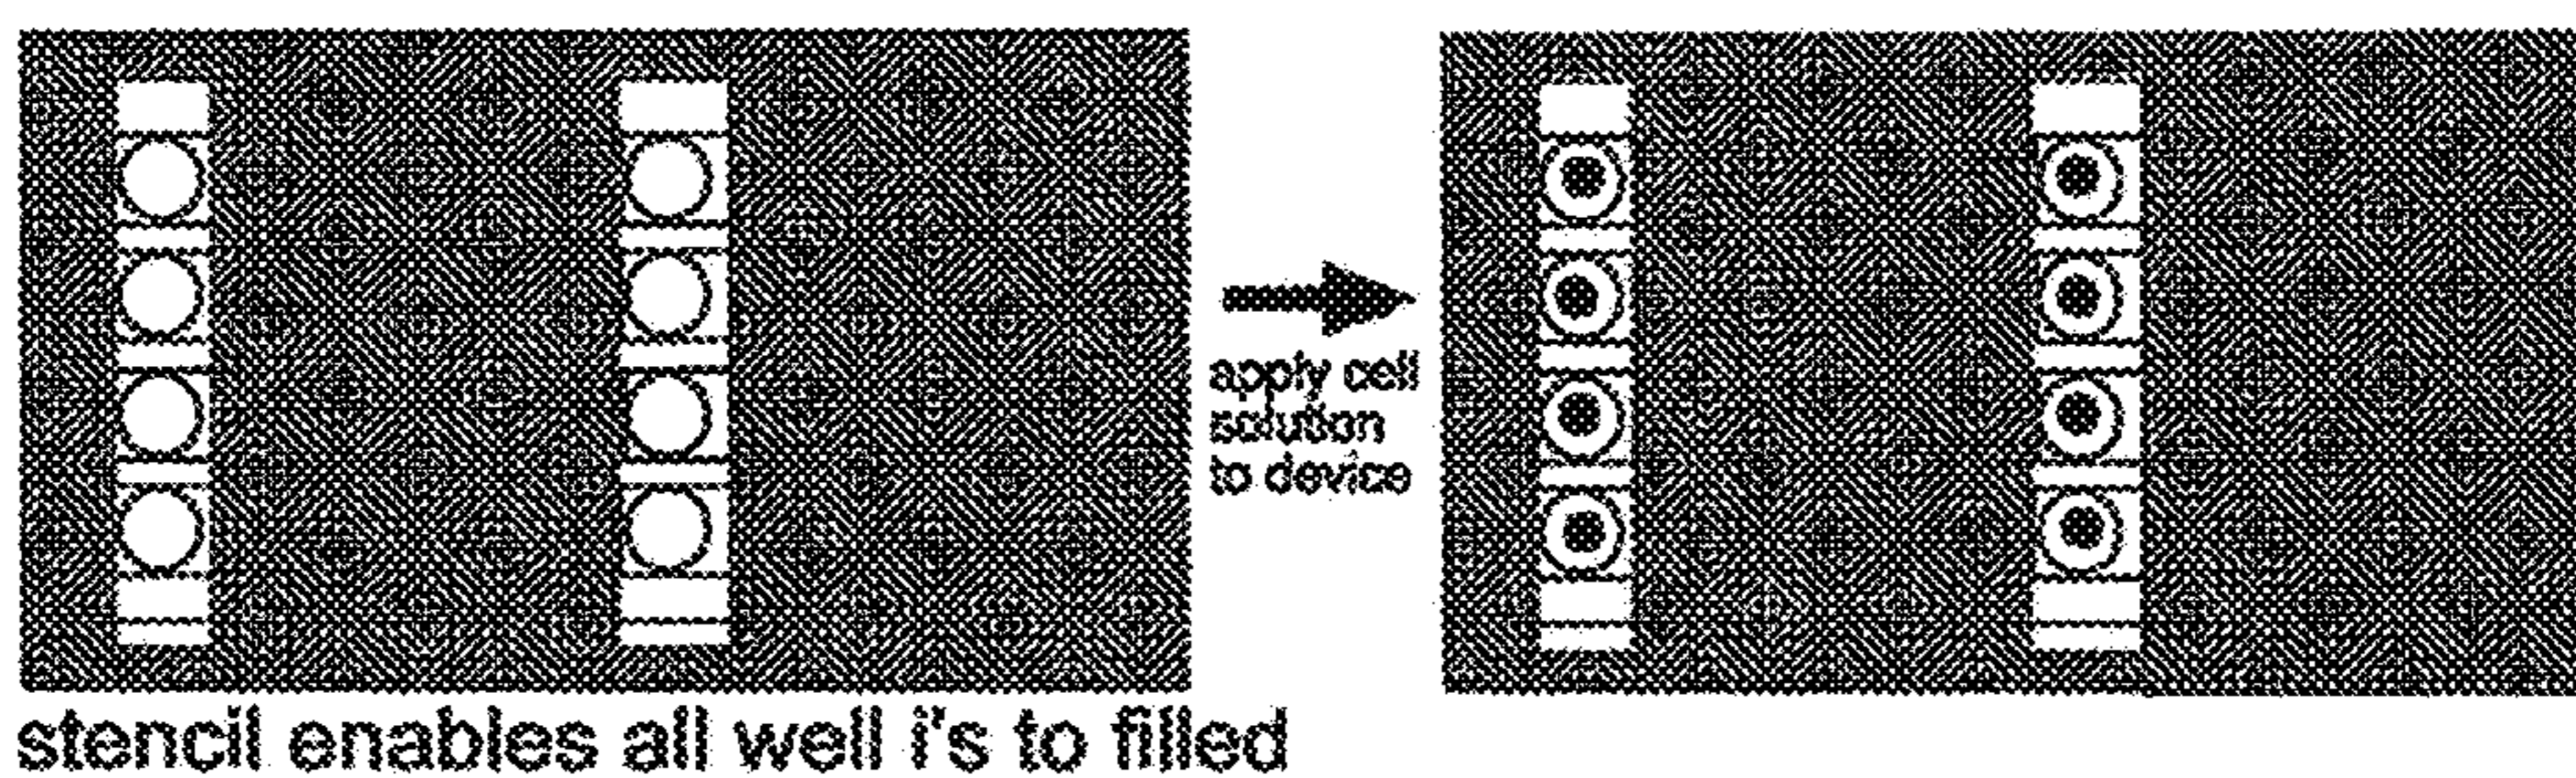 apply cell
solution
to device
stencil enables all well i's to filled